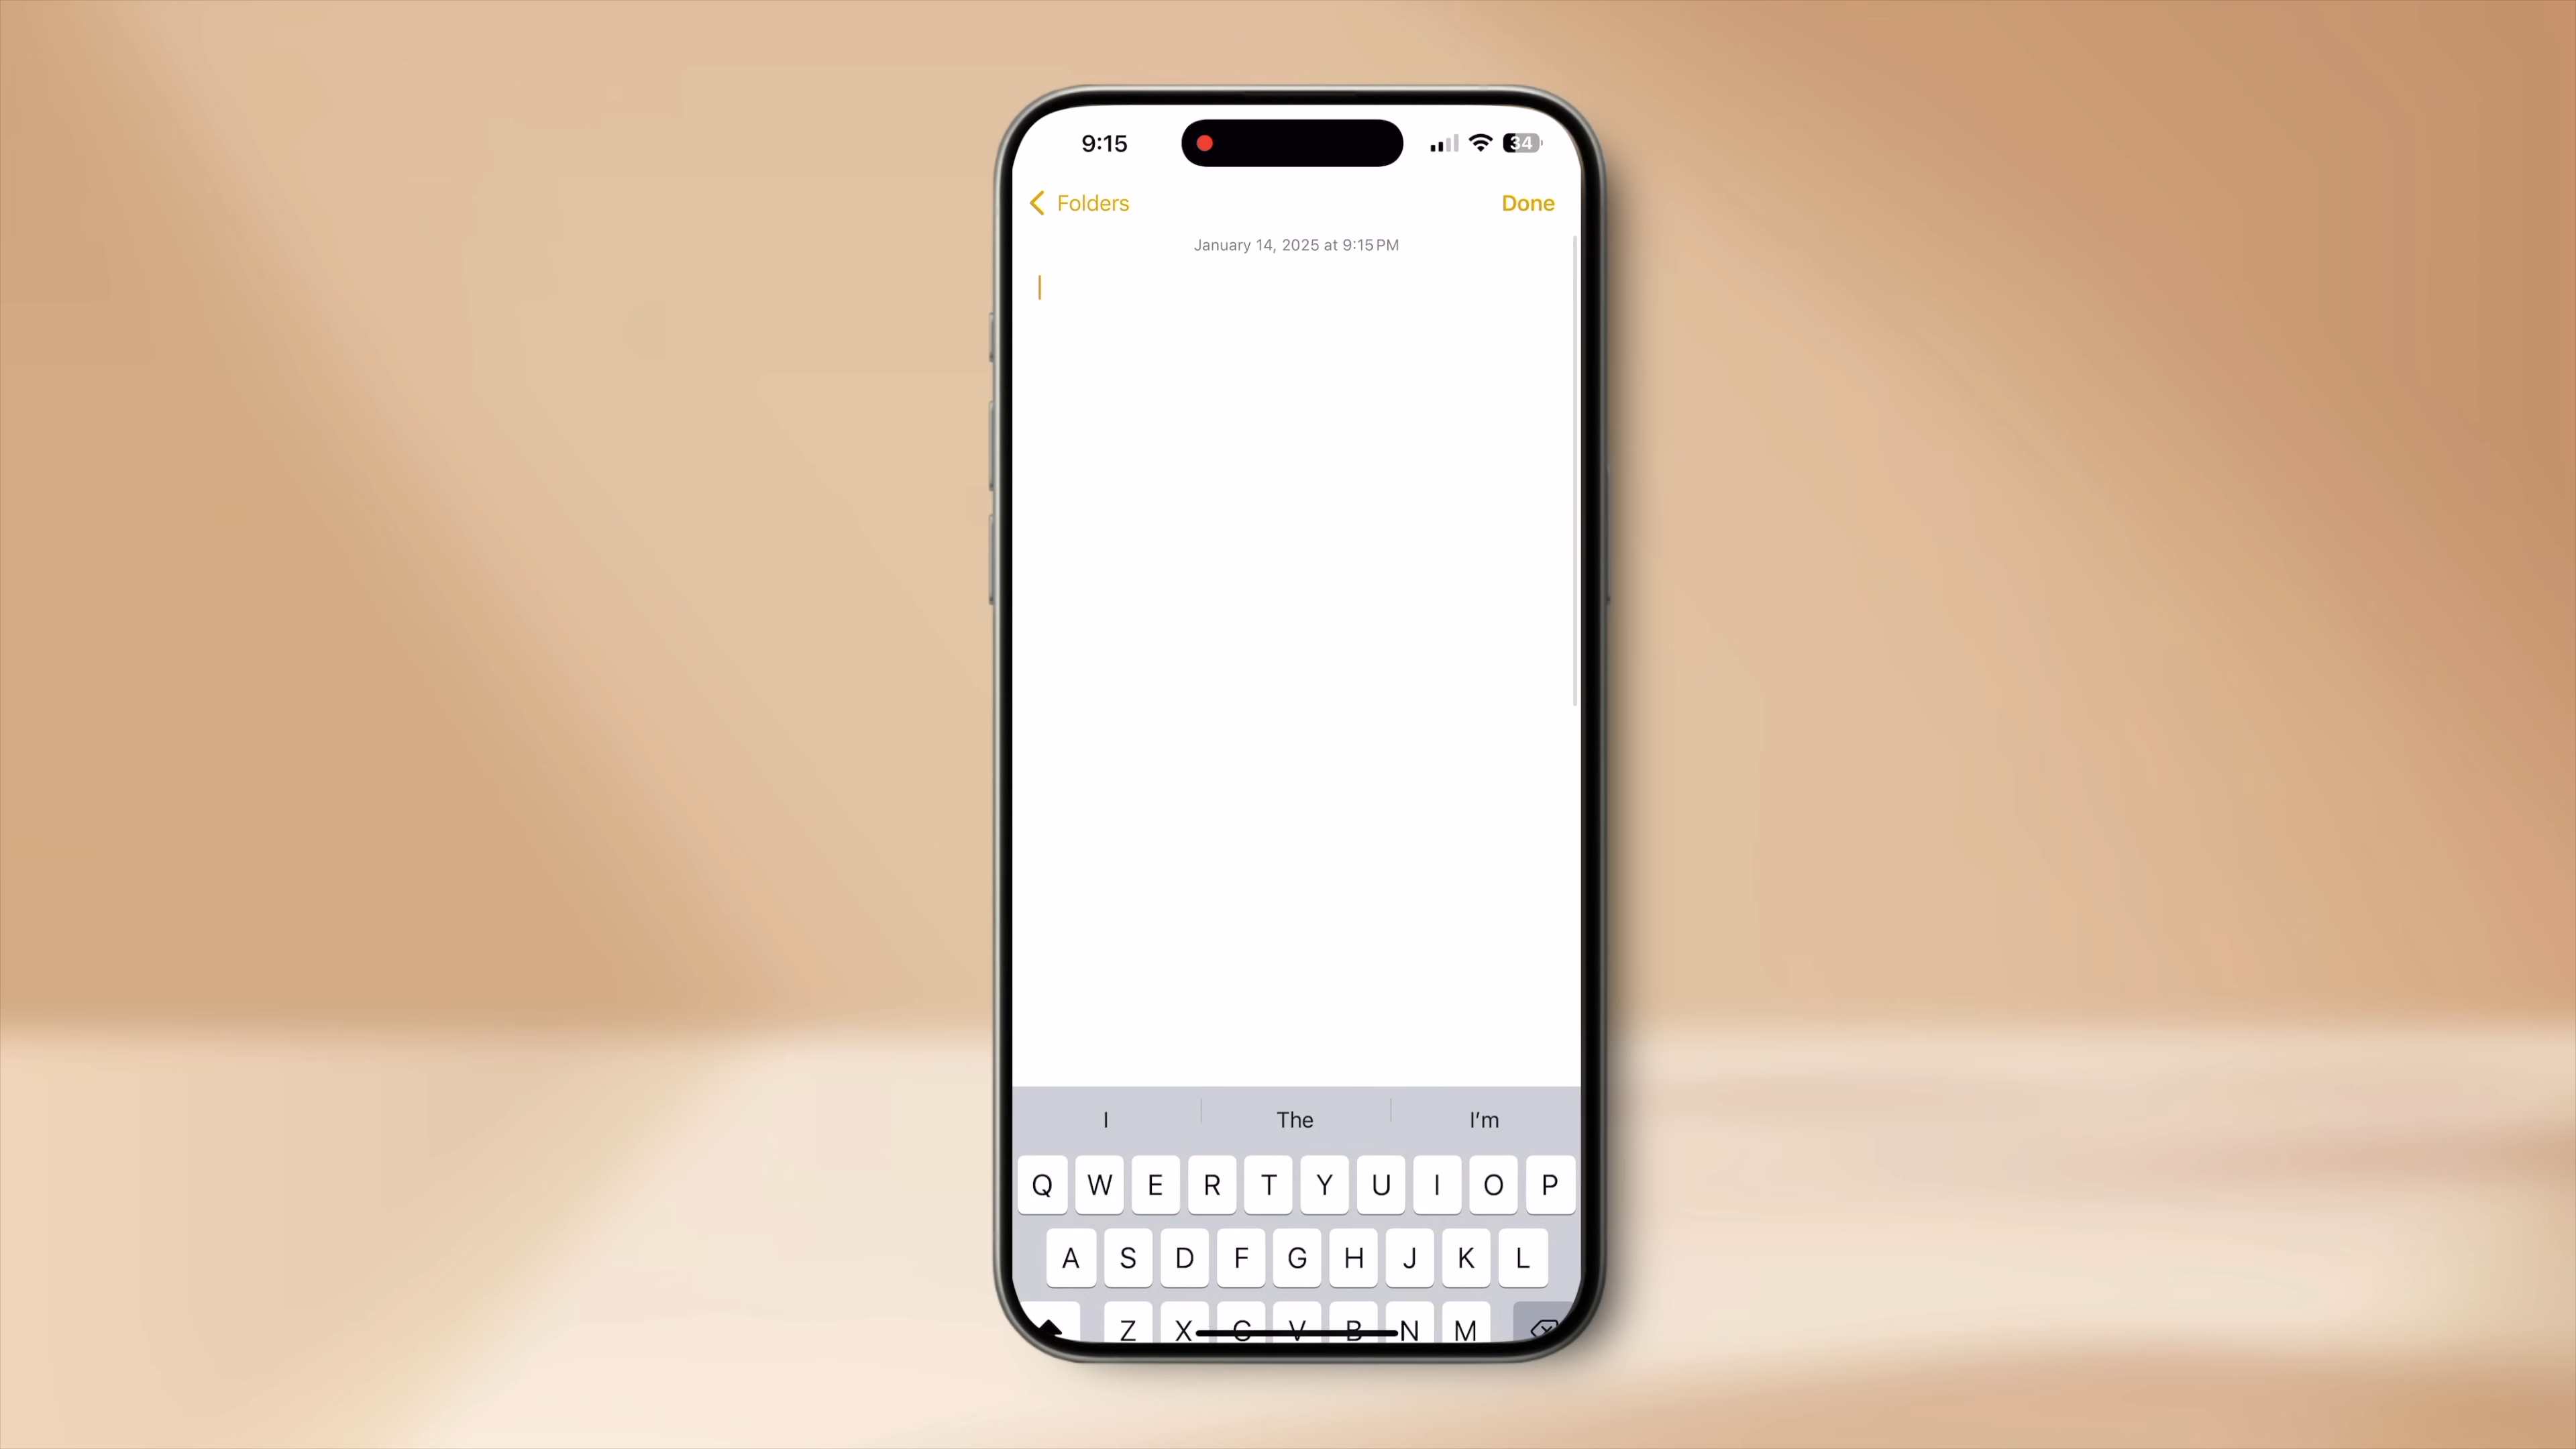 9:15 34
Folders Done
January 14, 2025 at 9:15 PM
I The I'm
Q W E R T Y U I O P
A S D F G H J K L
Z X C V B N M